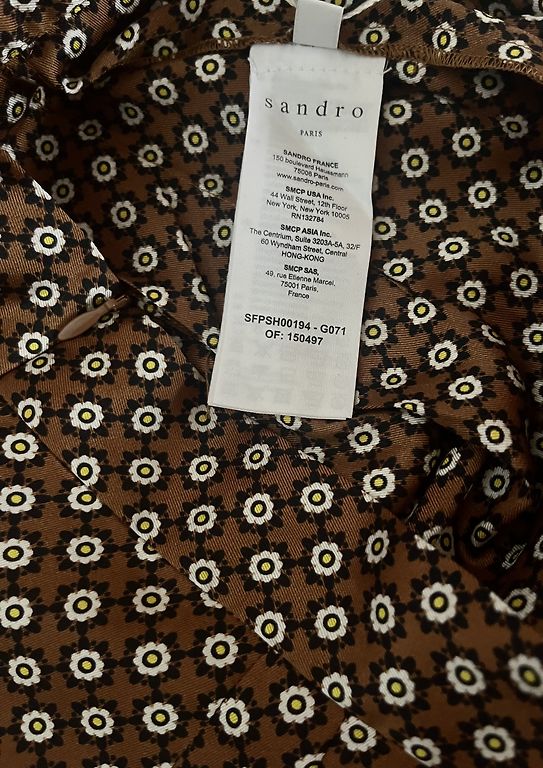 sandro
PARIS
SANDRO FRANCE
150 boulevard Haussmann
75008 Paris
www.sandro-paris.com
SMCP USA Inc.
44 Wall Street, 12th Floor
New York, New York 10005
RN132784
SMCP ASIA Inc.
The Centrium, Suite 3203A-5A, 32/F
60 Wyndham Street, Central
HONG-KONG
SMCP SAS,
49, rue Etienne Marcel,
75001 Paris,
France
SFPSH00194 - G071
OF: 150497